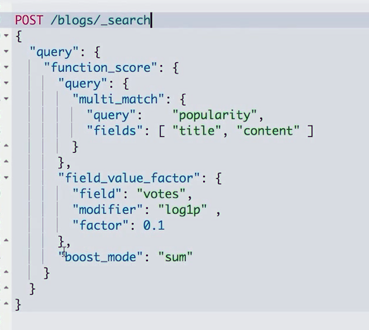 POST /blogs/_search
{
  "query": {
    "function_score": {
      "query": {
        "multi_match": {
          "query":    "popularity",
          "fields": [ "title", "content" ]
        }
      },
      "field_value_factor": {
        "field": "votes",
        "modifier": "log1p" ,
        "factor": 0.1
      },
      "boost_mode": "sum"
    }
  }
}